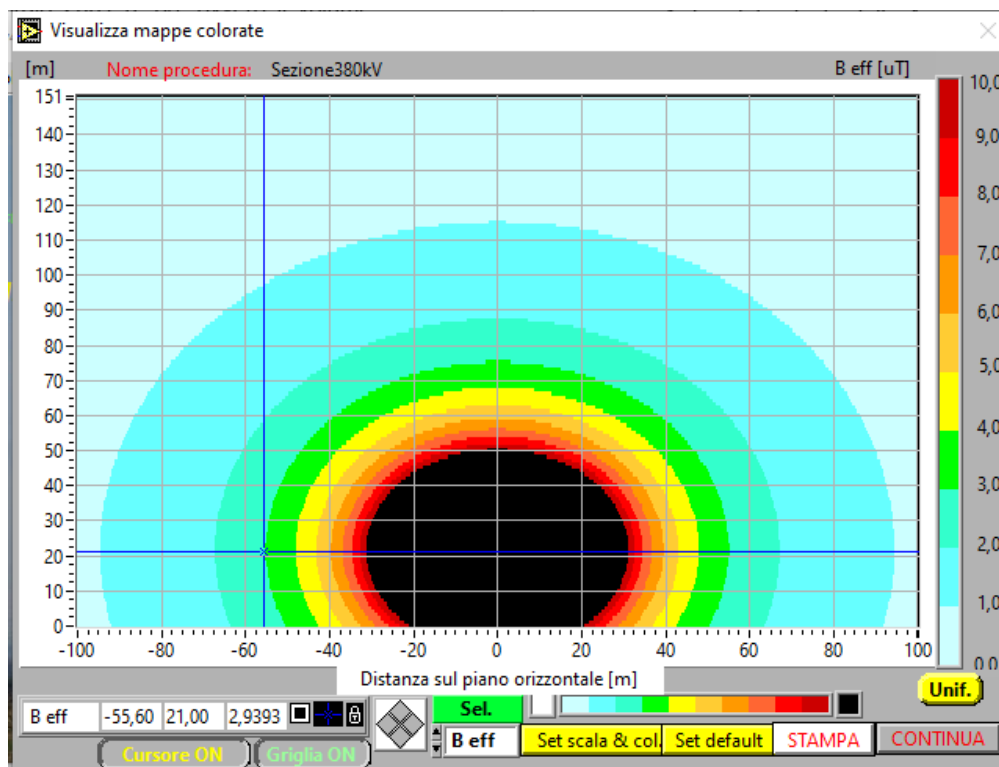 Visualizza mappe colorate
[m] Nome procedura: Sezione380kV B eff [uT]
151
140
130
120
110
100
90
80
70
60
50
40
30
20
10
0
-100 -80 -60 -40 -20 0 20 40 60 80 100
Distanza sul piano orizzontale [m]
10,0
9,0
8,0
7,0
6,0
5,0
4,0
3,0
2,0
1,0
0,0
Unif.
B eff -55,60 21,00 2,9393
Sel.
B eff
Set scala & col. Set default STAMPA CONTINUA
Cursore ON Griglia ON